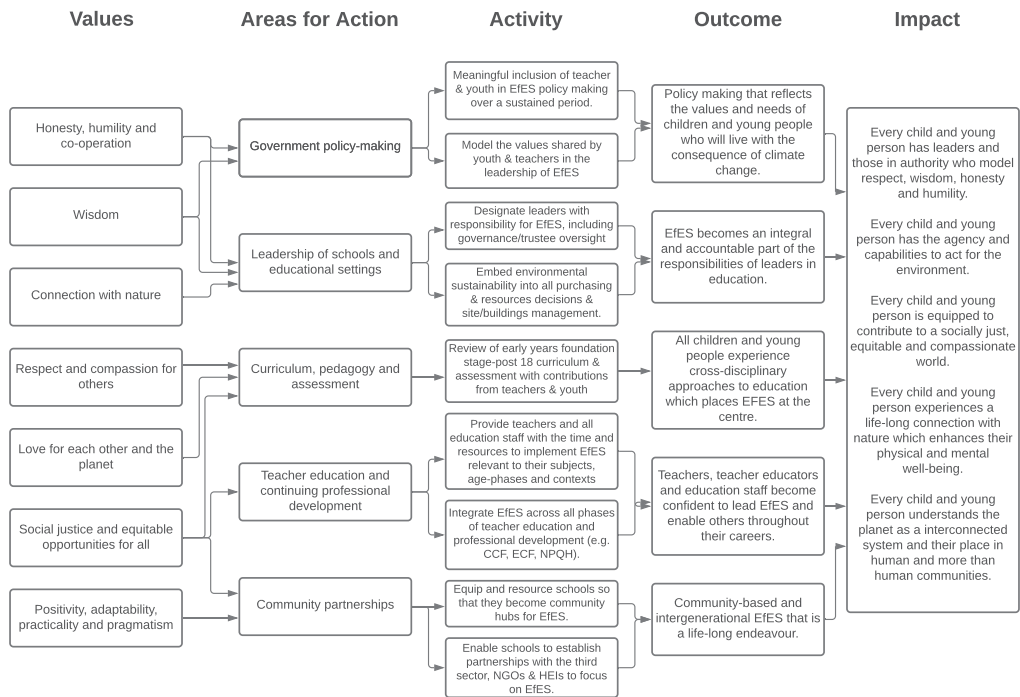 Values
Areas for Action
Activity
Outcome
Impact
Honesty, humility and
co-operation
Wisdom
Connection with nature
Respect and compassion for
others
Love for each other and the
planet
Social justice and equitable
opportunities for all
Positivity, adaptability,
practicality and pragmatism
Government policy-making
Leadership of schools and
educational settings
Curriculum, pedagogy and
assessment
Teacher education and
continuing professional
development
Community partnerships
Meaningful inclusion of teacher
& youth in EfES policy making
over a sustained period.
Model the values shared by
youth & teachers in the
leadership of EfES
Designate leaders with
responsibility for EfES, including
governance/trustee oversight
Embed environmental
sustainability into all purchasing
& resources decisions &
site/buildings management.
Review of early years foundation
stage-post 18 curriculum &
assessment with contributions
from teachers & youth
Provide teachers and all
education staff with the time and
resources to implement EfES
relevant to their subjects,
age-phases and contexts
Integrate EfES across all phases
of teacher education and
professional development (e.g.
CCF, ECF, NPQH).
Equip and resource schools so
that they become community
hubs for EfES.
Enable schools to establish
partnerships with the third
sector, NGOs & HEIs to focus
on EfES.
Policy making that reflects
the values and needs of
children and young people
who will live with the
consequence of climate
change.
EfES becomes an integral
and accountable part of the
responsibilities of leaders in
education.
All children and young
people experience
cross-disciplinary
approaches to education
which places EFES at the
centre.
Teachers, teacher educators
and education staff become
confident to lead EfES and
enable others throughout
their careers.
Community-based and
intergenerational EfES that is
a life-long endeavour.
Every child and young
person has leaders and
those in authority who model
respect, wisdom, honesty
and humility.
Every child and young
person has the agency and
capabilities to act for the
environment.
Every child and young
person is equipped to
contribute to a socially just,
equitable and compassionate
world.
Every child and young
person experiences a
life-long connection with
nature which enhances their
physical and mental
well-being.
Every child and young
person understands the
planet as a interconnected
system and their place in
human and more than
human communities.